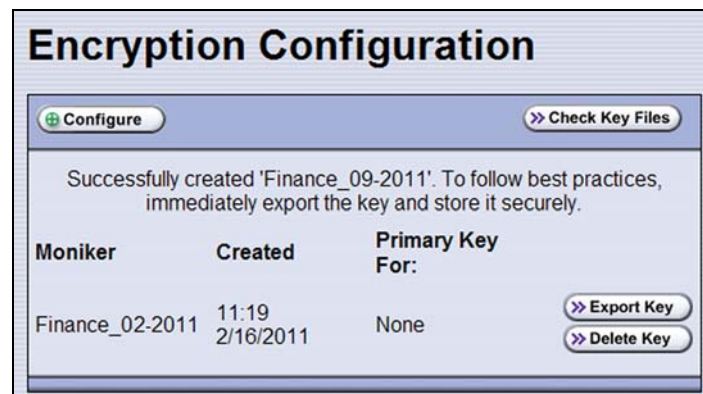 Encryption Configuration
Configure
Check Key Files
Successfully created 'Finance_09-2011'. To follow best practices,
immediately export the key and store it securely.
Moniker Created Primary Key
For:
Finance_02-2011 11:19
2/16/2011 None
Export Key
Delete Key